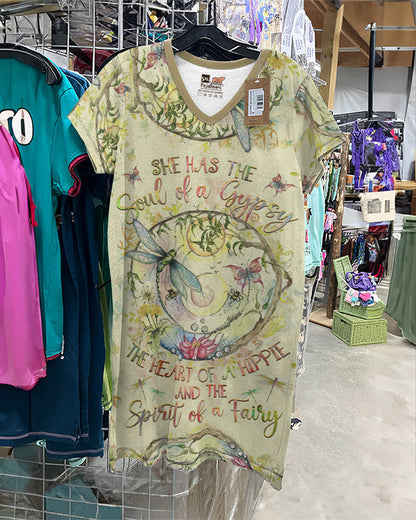 SHE HAS THE
Soul of a Gypsy
THE HEART OF A HIPPIE
AND THE
Spirit of a Fairy